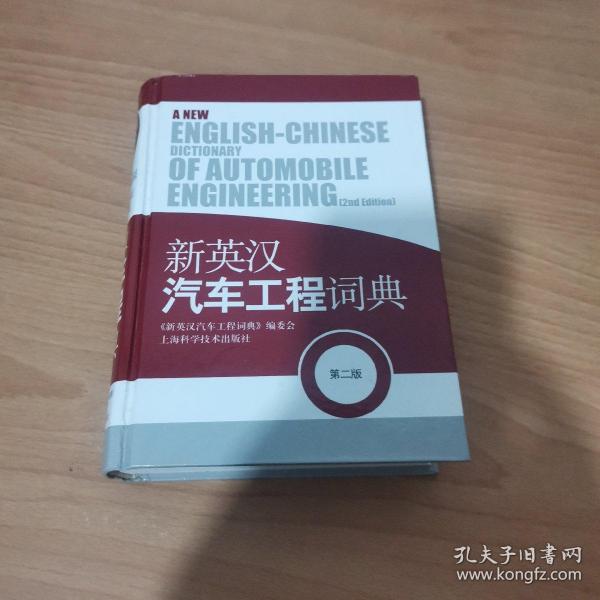 A NEW
ENGLISH-CHINESE
DICTIONARY
OF AUTOMOBILE
ENGINEERING (2nd Edition)
新英汉
汽车工程词典
《新英汉汽车工程词典》编委会
上海科学技术出版社
第二版
孔夫子旧书网
www.kongfz.com